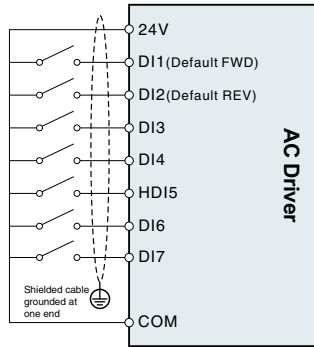 24V
DI1(Default FWD)
DI2(Default REV)
DI3
DI4
HDI5
DI6
DI7
AC Driver
Shielded cable
grounded at
one end
COM